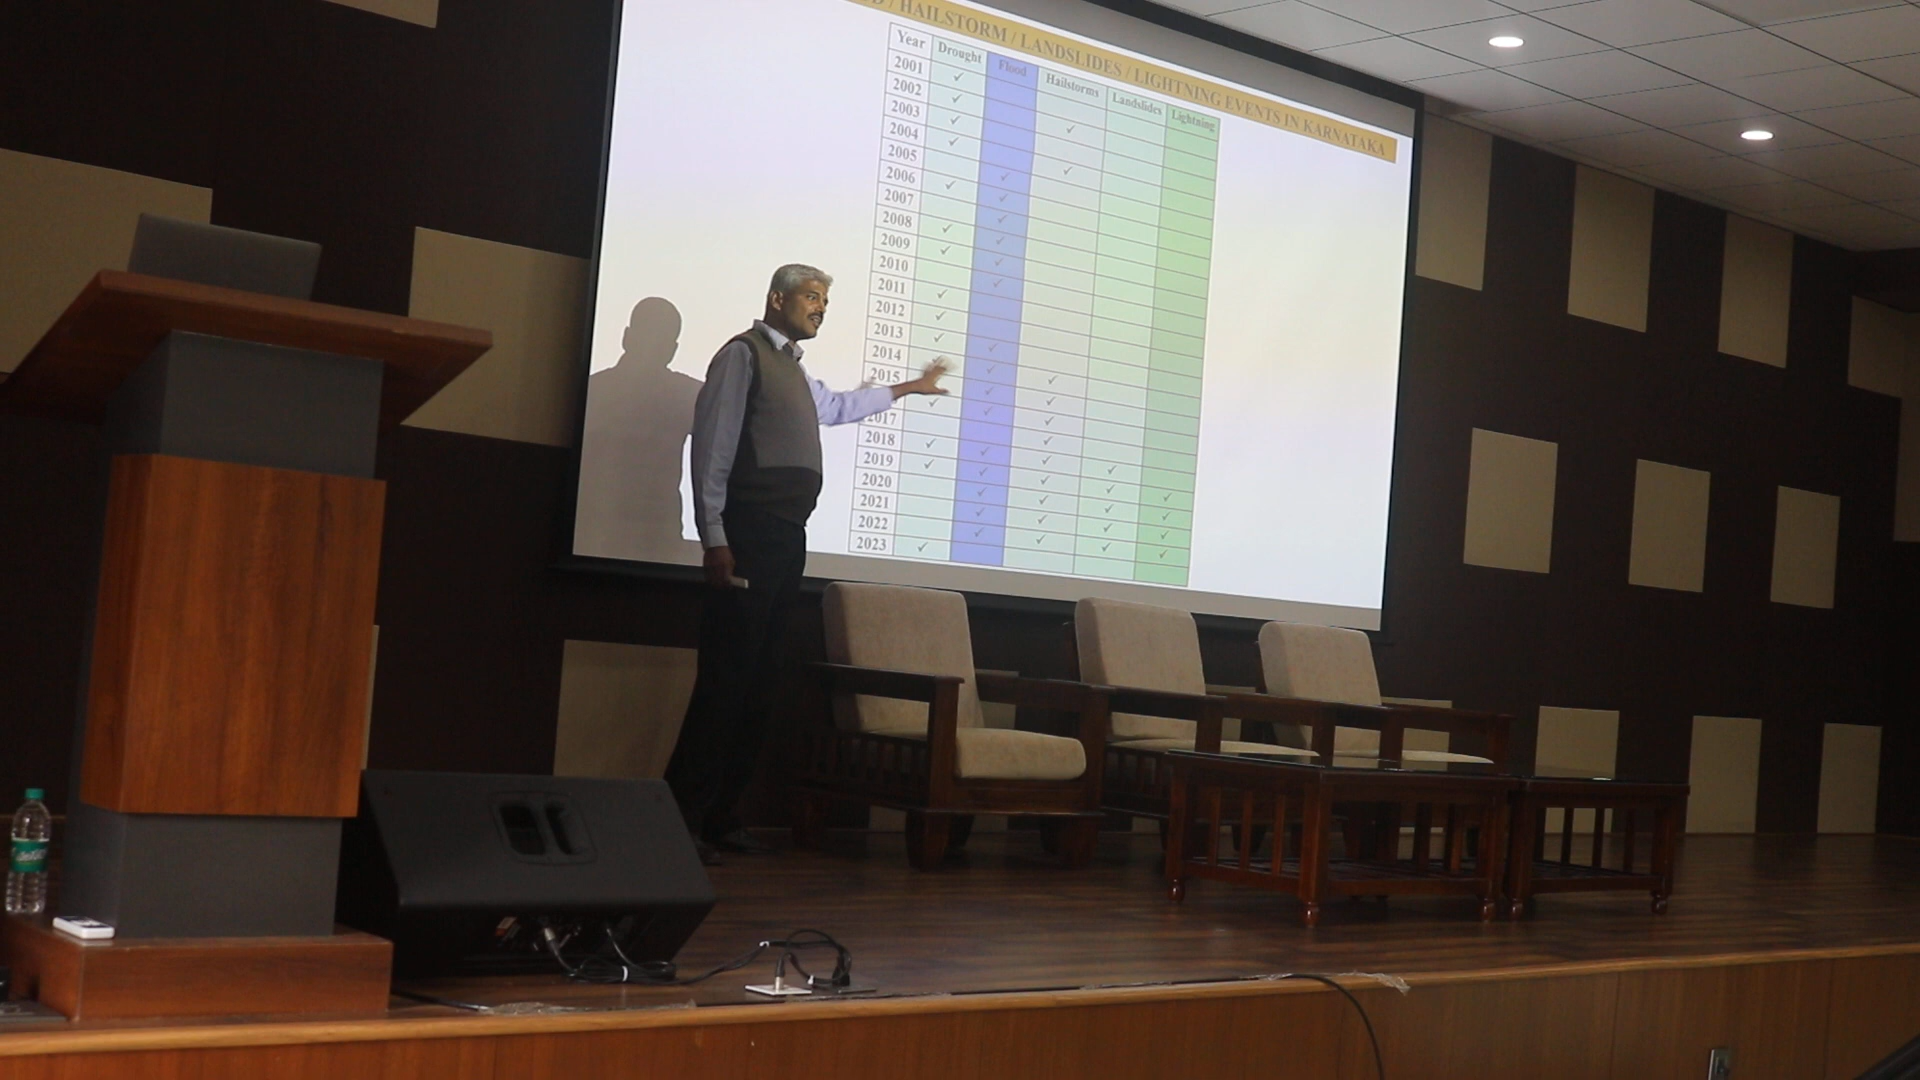 / HAILSTORM / LANDSLIDES / LIGHTNING EVENTS IN KARNATAKA
Year Drought Flood Hailstorms Landslides Lightning
2001 ✓
2002 ✓
2003 ✓ ✓
2004 ✓
2005 ✓ ✓
2006 ✓ ✓
2007 ✓
2008 ✓ ✓
2009 ✓ ✓
2010 ✓
2011 ✓
2012 ✓
2013 ✓ ✓
2014 ✓ ✓
2015 ✓ ✓
✓ ✓ ✓
2017 ✓
2018 ✓ ✓ ✓ ✓
2019 ✓ ✓ ✓ ✓ ✓
2020 ✓ ✓ ✓ ✓
2021 ✓ ✓ ✓ ✓
2022 ✓ ✓ ✓ ✓
2023 ✓